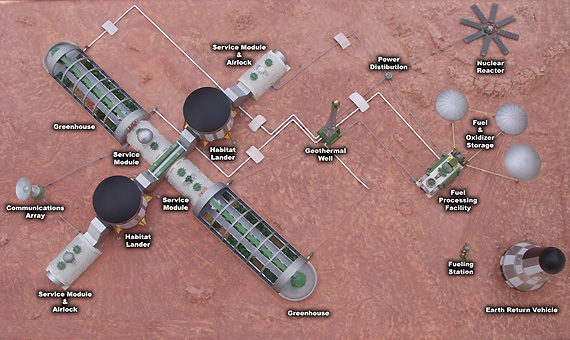 Service Module
& Airlock
Power
Distibution
Nuclear
Reactor
Greenhouse
Service
Module
Habitat
Lander
Geothermal
Well
Fuel
&
Oxidizer
Storage
Communications
Array
Habitat
Lander
Service
Module
Fuel
Processing
Facility
Service Module
& Airlock
Greenhouse
Fueling
Station
Earth Return Vehicle